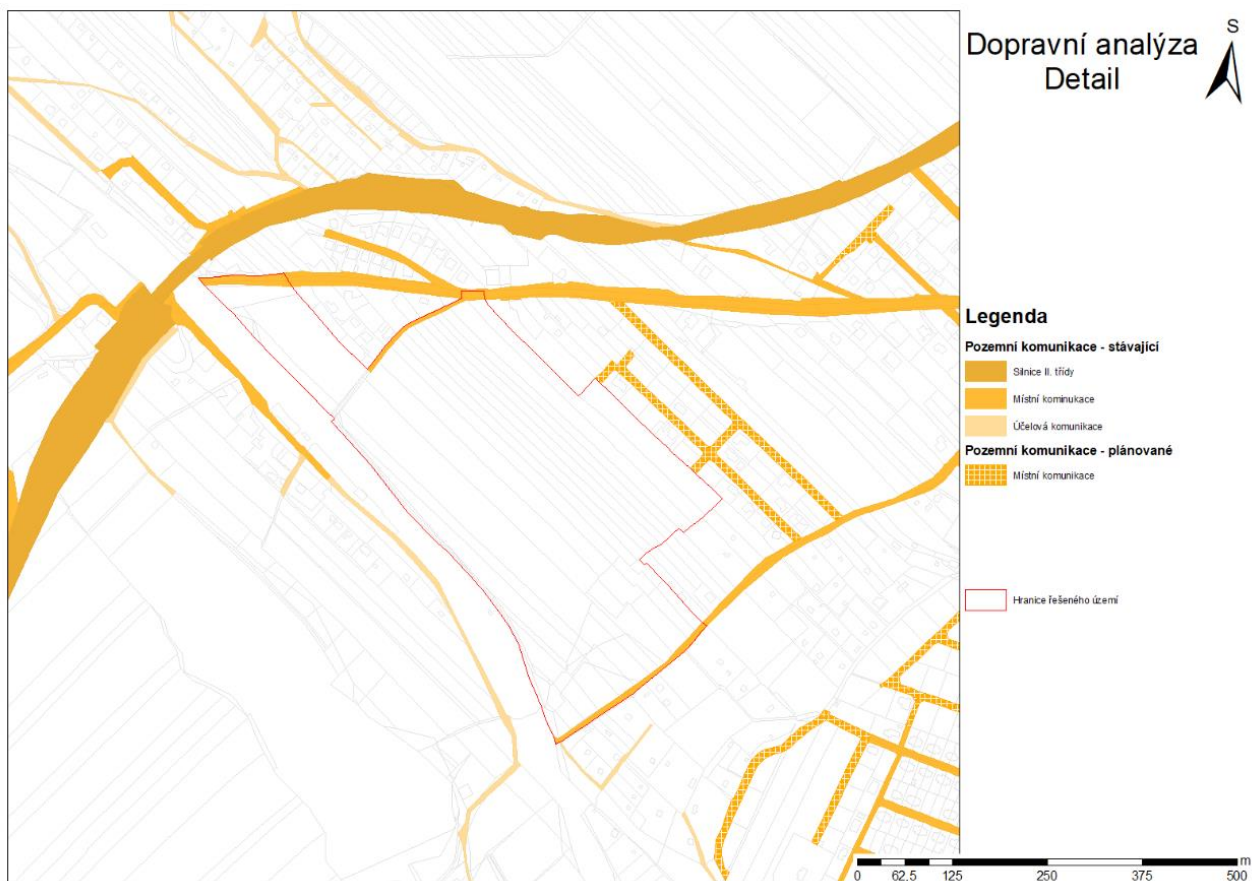 Dopravní analýza
Detail
S
Legenda
Pozemní komunikace - stávající
Silnice II. třídy
Místní kominukace
Účelová komunikace
Pozemní komunikace - plánované
Místní komunikace
Hranice řešeného území
m
0 62.5 125 250 375 500